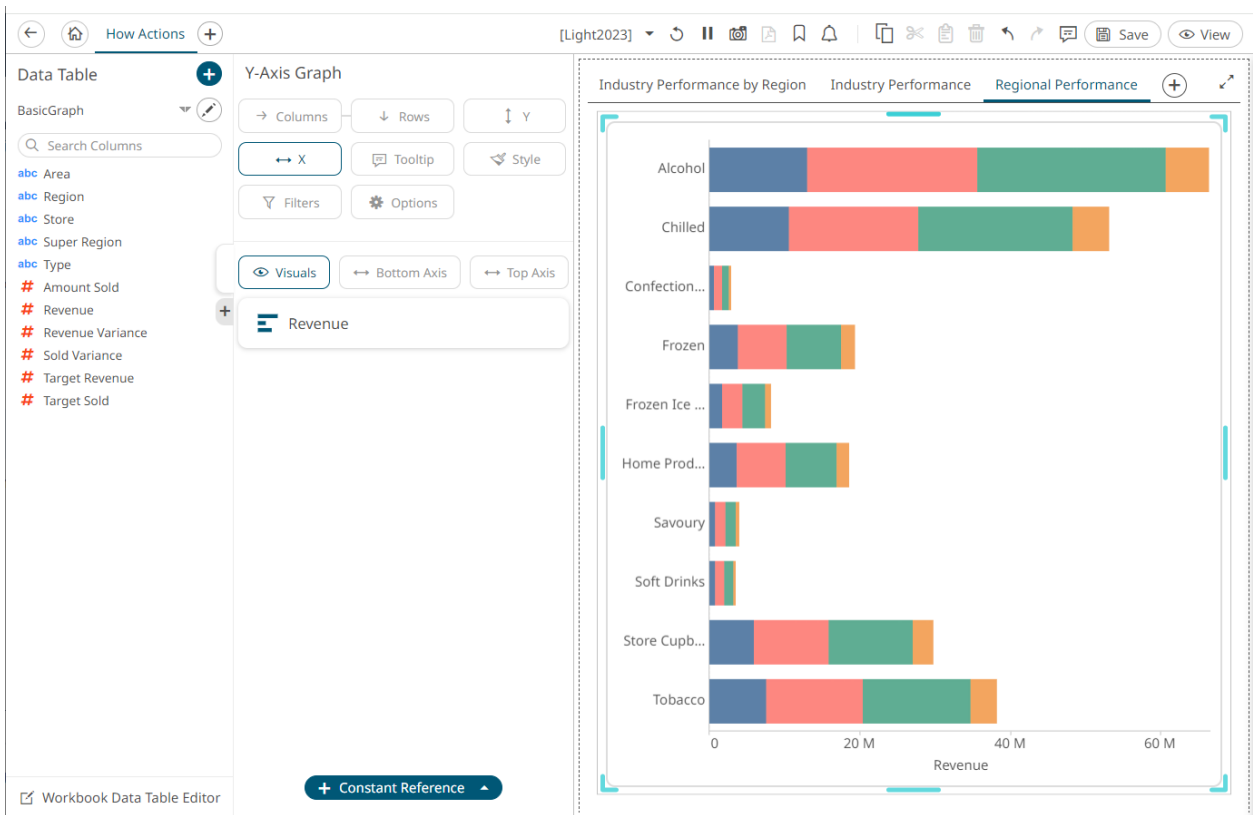 How Actions
[Light2023]
Save
View
Data Table
BasicGraph
Search Columns
abc Area
abc Region
abc Store
abc Super Region
abc Type
# Amount Sold
# Revenue
# Revenue Variance
# Sold Variance
# Target Revenue
# Target Sold
Workbook Data Table Editor
Y-Axis Graph
Columns
Rows
Y
X
Tooltip
Style
Filters
Options
Visuals
Bottom Axis
Top Axis
Revenue
+ Constant Reference
Industry Performance by Region
Industry Performance
Regional Performance
Alcohol
Chilled
Confection...
Frozen
Frozen Ice ...
Home Prod...
Savoury
Soft Drinks
Store Cupb...
Tobacco
0 20 M 40 M 60 M
Revenue